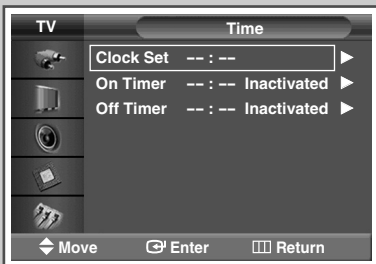 TV Time
Clock Set -- : --
On Timer -- : -- Inactivated
Off Timer -- : -- Inactivated
Move Enter Return